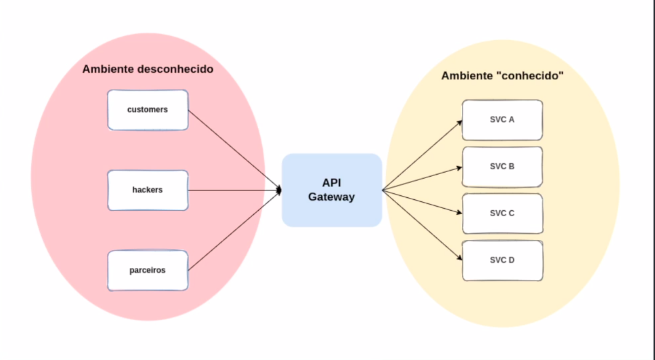 Ambiente desconhecido
customers
hackers
parceiros
API
Gateway
Ambiente "conhecido"
SVC A
SVC B
SVC C
SVC D